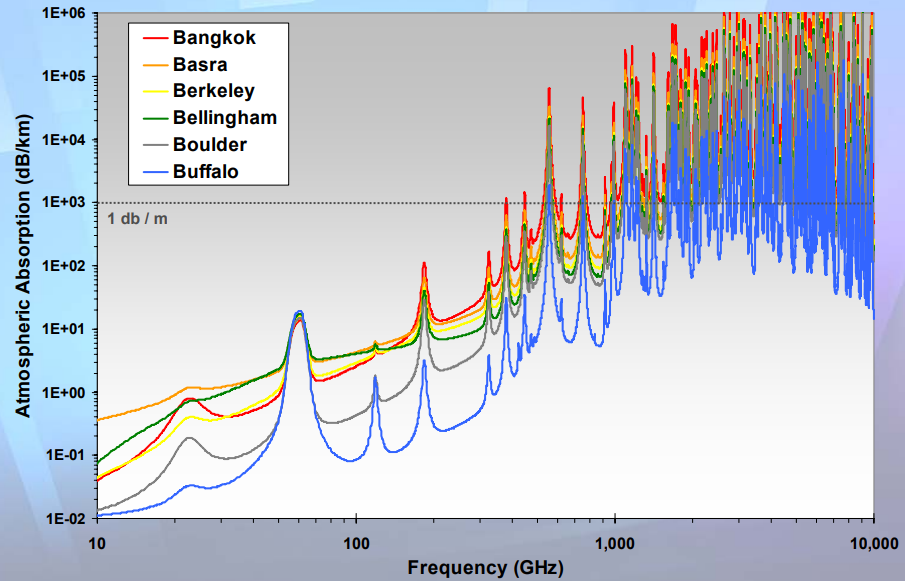 1E+06
1E+05
1E+04
1E+03
1E+02
1E+01
1E+00
1E-01
1E-02
Atmospheric Absorption (dB/km)
Bangkok
Basra
Berkeley
Bellingham
Boulder
Buffalo
1 db / m
10
100
1,000
10,000
Frequency (GHz)